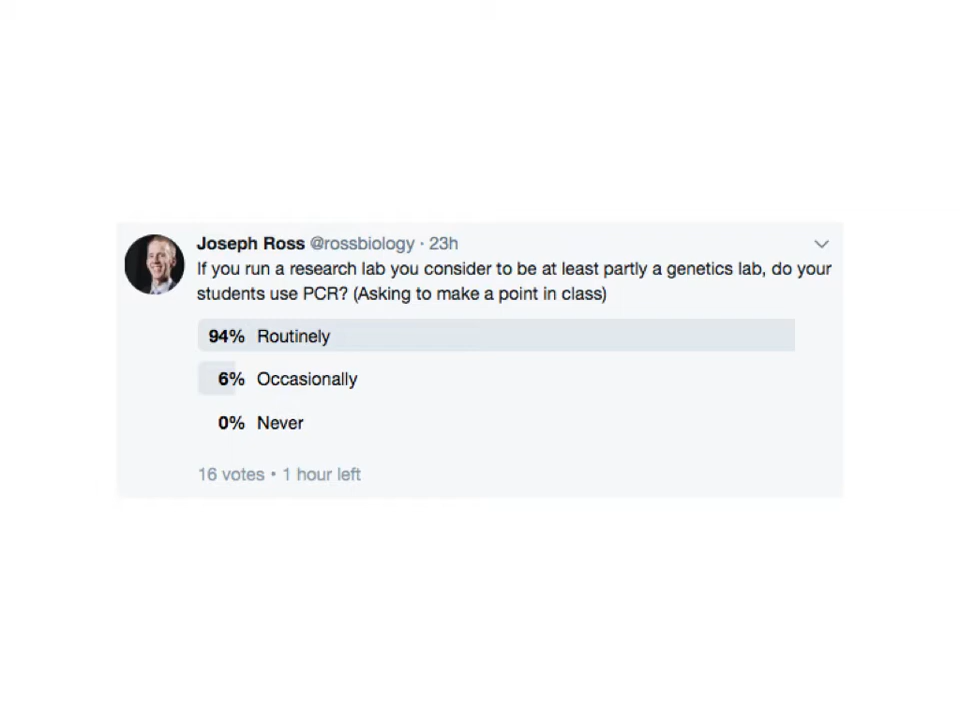 Joseph Ross @rossbiology · 23h
If you run a research lab you consider to be at least partly a genetics lab, do your
students use PCR? (Asking to make a point in class)
94% Routinely
6% Occasionally
0% Never
16 votes • 1 hour left